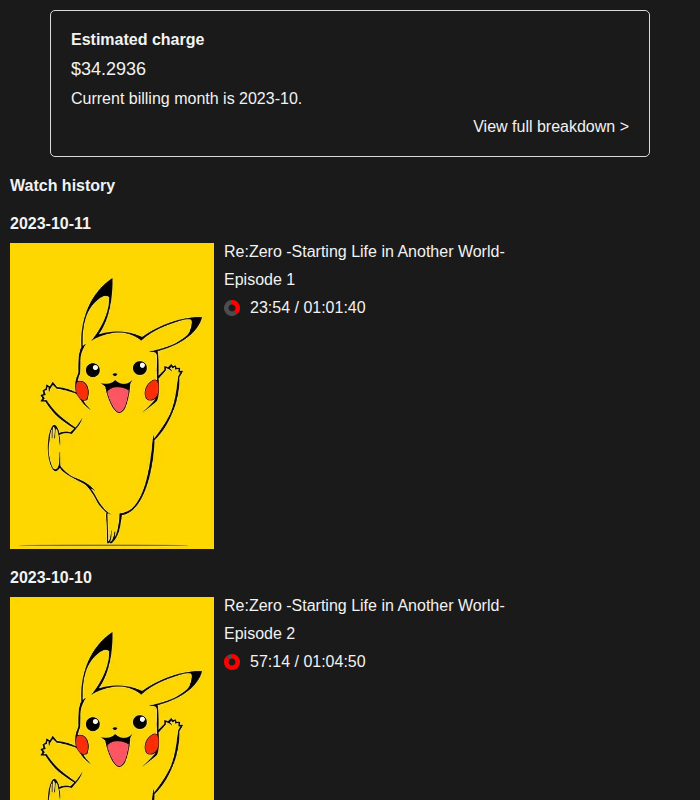 Estimated charge
$34.2936
Current billing month is 2023-10.
View full breakdown >
Watch history
2023-10-11
Re:Zero -Starting Life in Another World-
Episode 1
23:54 / 01:01:40
2023-10-10
Re:Zero -Starting Life in Another World-
Episode 2
57:14 / 01:04:50